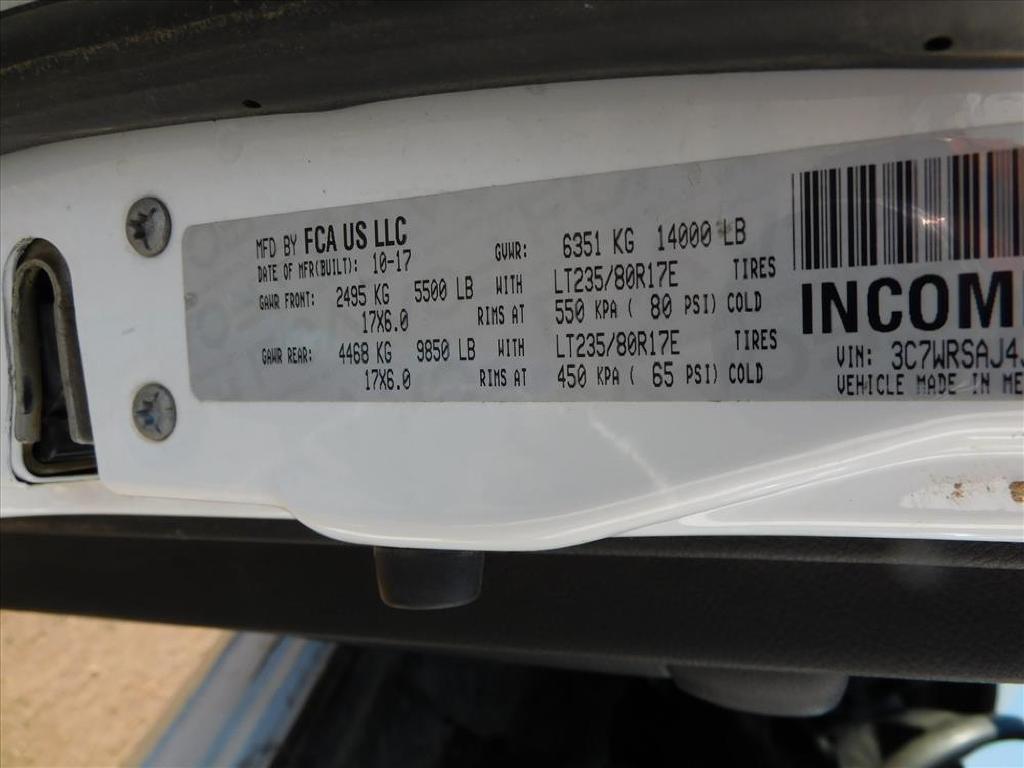 MFD BY FCA US LLC
DATE OF MFR(BUILT): 10-17
GVWR: 6351 KG 14000 LB
GAWR FRONT: 2495 KG 5500 LB WITH LT235/80R17E TIRES
17X6.0 RIMS AT 550 KPA ( 80 PSI) COLD
GAWR REAR: 4468 KG 9850 LB WITH LT235/80R17E TIRES
17X6.0 RIMS AT 450 KPA ( 65 PSI) COLD
INCOM
VIN: 3C7WRSAJ4
VEHICLE MADE IN ME